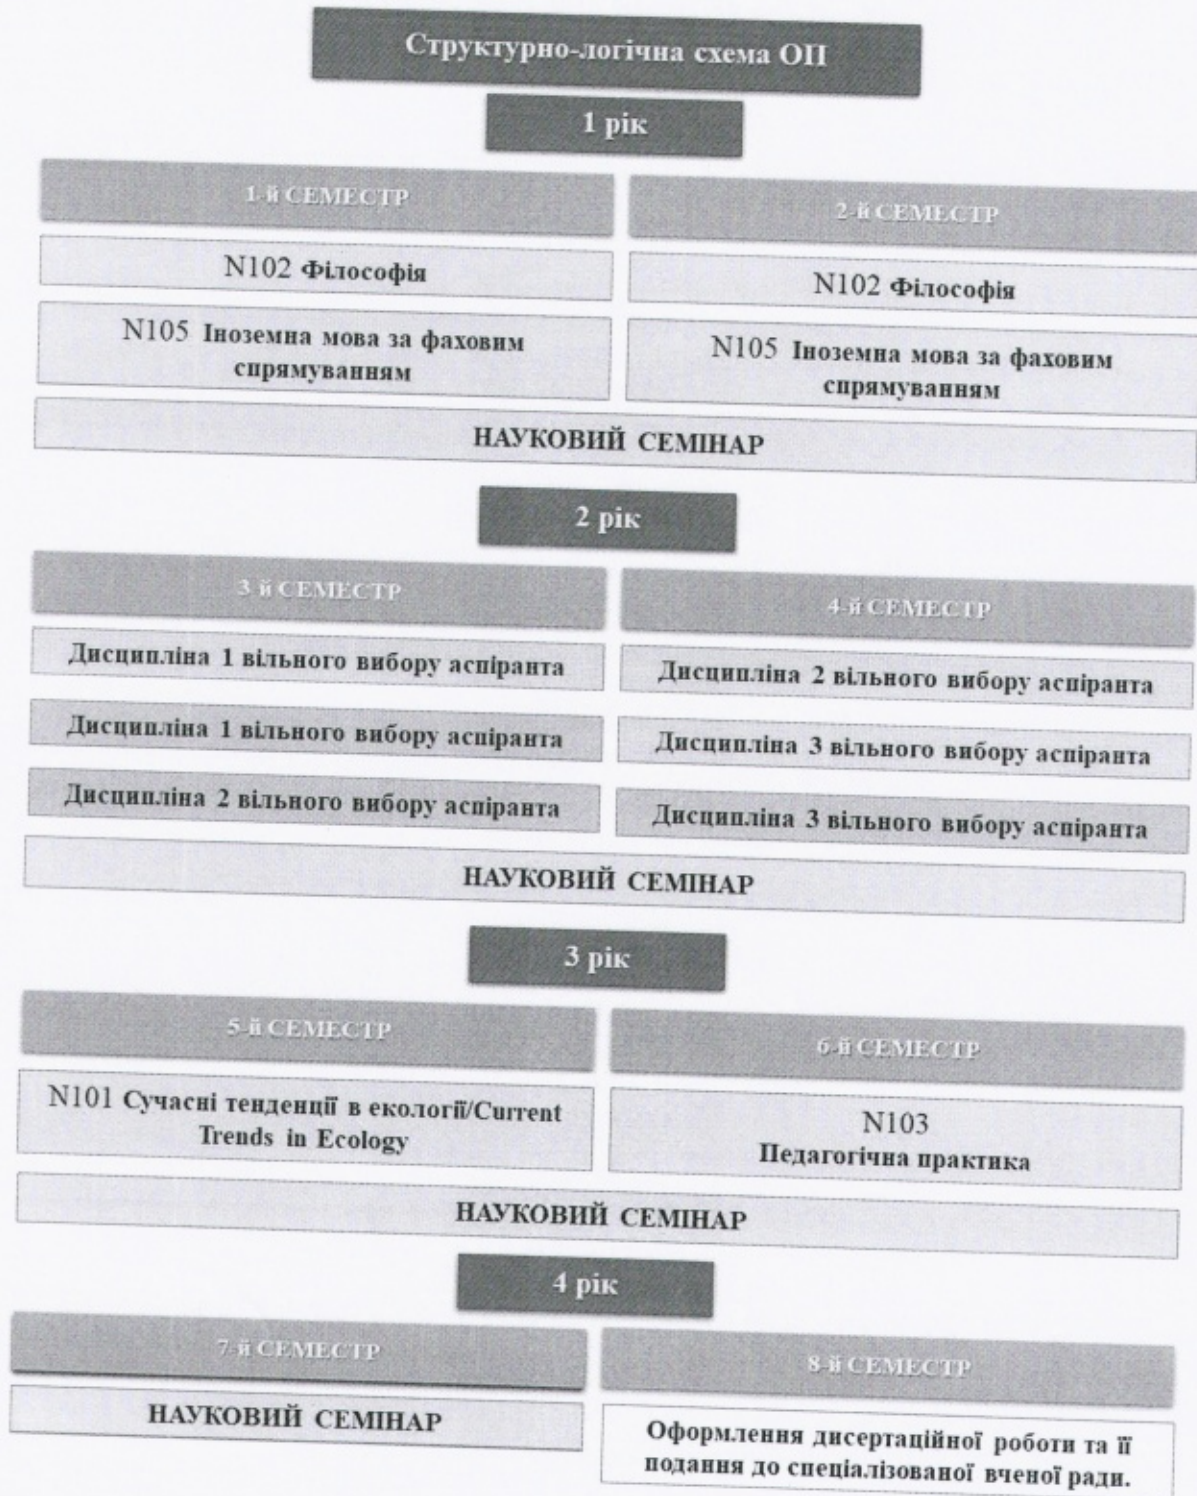 Структурно-логічна схема ОП
1 рік
1-й СЕМЕСТР
2-й СЕМЕСТР
N102 Філософія
N102 Філософія
N105 Іноземна мова за фаховим
спрямуванням
N105 Іноземна мова за фаховим
спрямуванням
НАУКОВИЙ СЕМІНАР
2 рік
3-й СЕМЕСТР
4-й СЕМЕСТР
Дисципліна 1 вільного вибору аспіранта
Дисципліна 2 вільного вибору аспіранта
Дисципліна 1 вільного вибору аспіранта
Дисципліна 3 вільного вибору аспіранта
Дисципліна 2 вільного вибору аспіранта
Дисципліна 3 вільного вибору аспіранта
НАУКОВИЙ СЕМІНАР
3 рік
5-й СЕМЕСТР
6-й СЕМЕСТР
N101 Сучасні тенденції в екології/Current
Trends in Ecology
N103
Педагогічна практика
НАУКОВИЙ СЕМІНАР
4 рік
7-й СЕМЕСТР
8-й СЕМЕСТР
НАУКОВИЙ СЕМІНАР
Оформлення дисертаційної роботи та її
подання до спеціалізованої вченої ради.